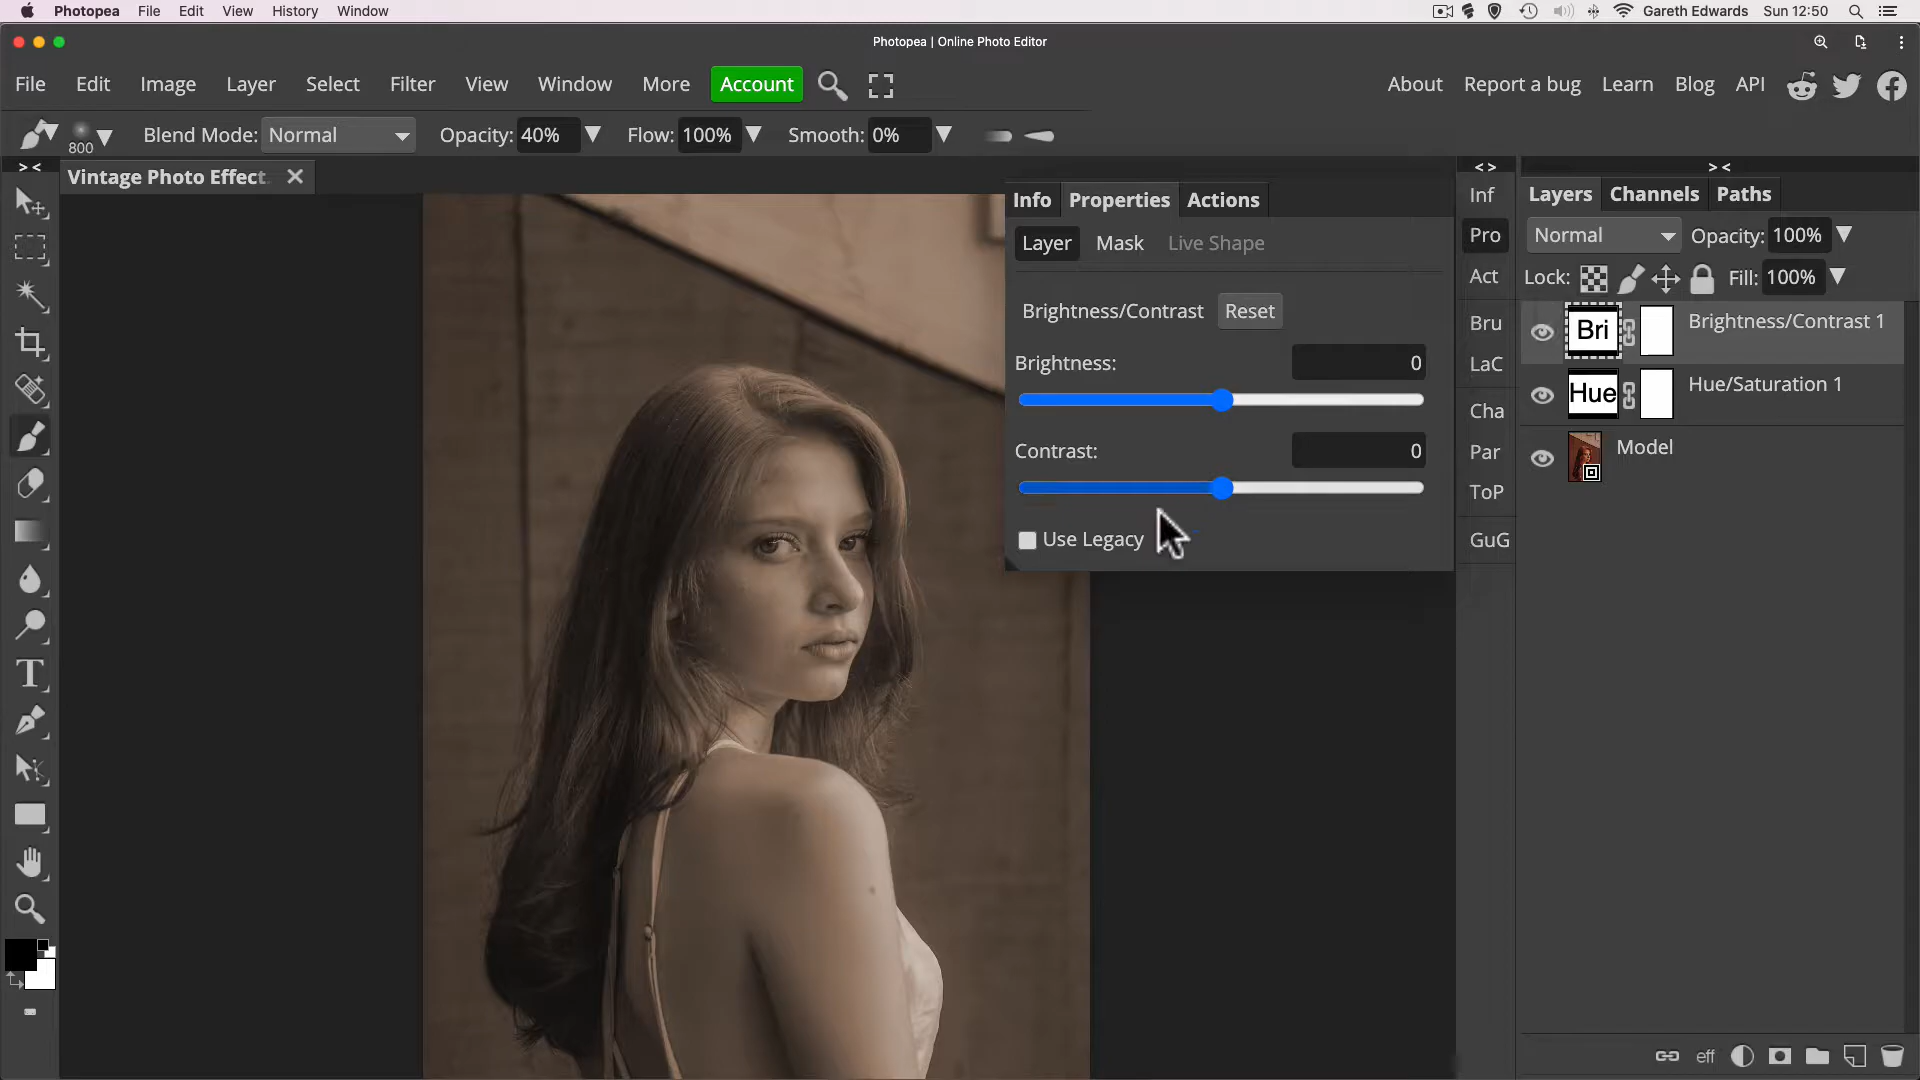 Photopea File Edit View History Window Gareth Edwards Sun 12:50
Photopea | Online Photo Editor
File Edit Image Layer Select Filter View Window More Account About Report a bug Learn Blog API
800 Blend Mode: Normal Opacity: 40% Flow: 100% Smooth: 0%
> < < > > <
Vintage Photo Effect.
Info Properties Actions
Layer Mask Live Shape
Brightness/Contrast Reset
Brightness: 0
Contrast: 0
Use Legacy
Inf
Pro
Act
Bru
LaC
Cha
Par
ToP
GuG
Layers Channels Paths
Normal Opacity: 100%
Lock: Fill: 100%
Bri Brightness/Contrast 1
Hue Hue/Saturation 1
Model
T
eff